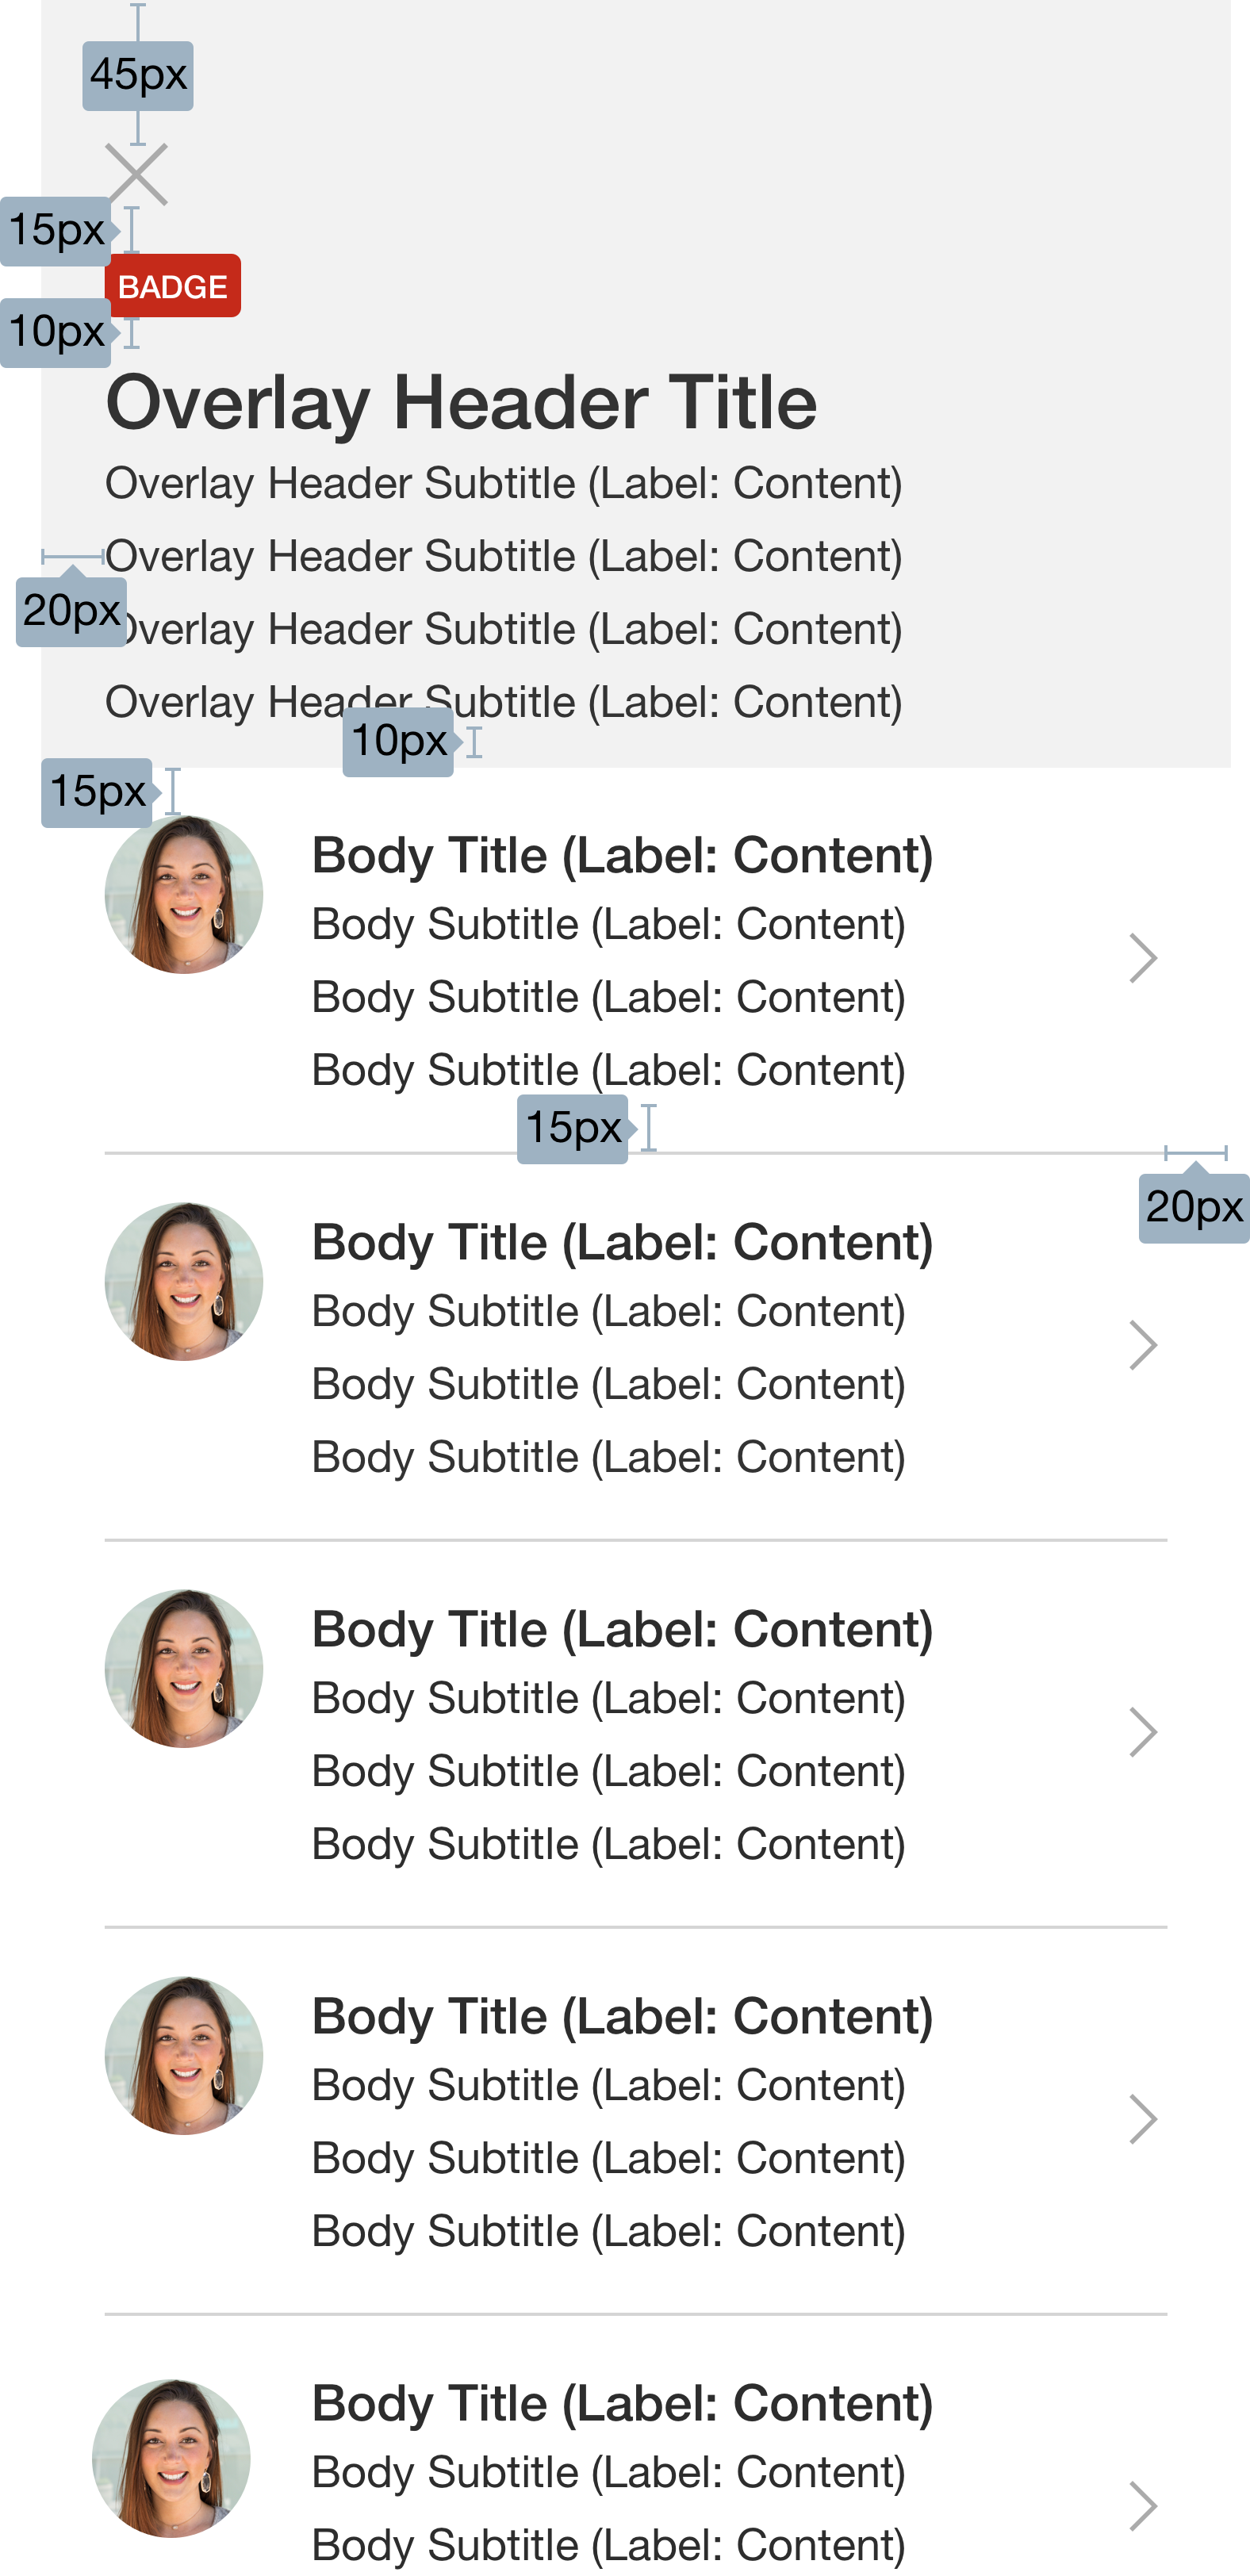 45px
15px
BADGE
10px
Overlay Header Title
Overlay Header Subtitle (Label: Content)
Overlay Header Subtitle (Label: Content)
20px
Overlay Header Subtitle (Label: Content)
Overlay Header Subtitle (Label: Content)
10px
15px
Body Title (Label: Content)
Body Subtitle (Label: Content)
Body Subtitle (Label: Content)
Body Subtitle (Label: Content)
15px
20px
Body Title (Label: Content)
Body Subtitle (Label: Content)
Body Subtitle (Label: Content)
Body Subtitle (Label: Content)
Body Title (Label: Content)
Body Subtitle (Label: Content)
Body Subtitle (Label: Content)
Body Subtitle (Label: Content)
Body Title (Label: Content)
Body Subtitle (Label: Content)
Body Subtitle (Label: Content)
Body Subtitle (Label: Content)
Body Title (Label: Content)
Body Subtitle (Label: Content)
Body Subtitle (Label: Content)